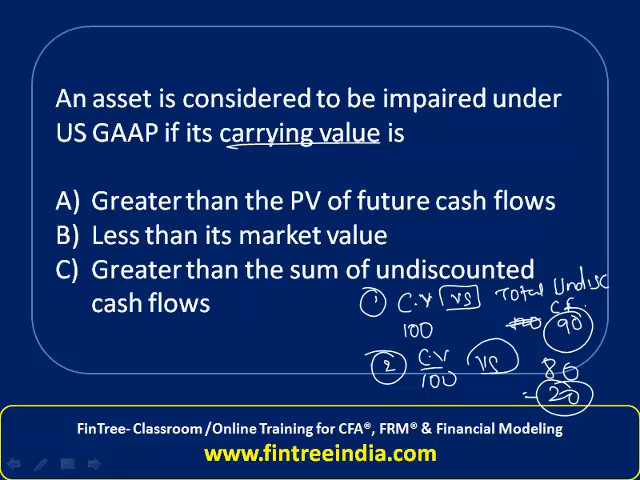 An asset is considered to be impaired under
US GAAP if its carrying value is
A) Greater than the PV of future cash flows
B) Less than its market value
C) Greater than the sum of undiscounted
cash flows
1 C.V VS Total Undisc
C.F.
100 90
2 C.V VS 80
100
= 20
FinTree- Classroom /Online Training for CFA®, FRM® & Financial Modeling
www.fintreeindia.com